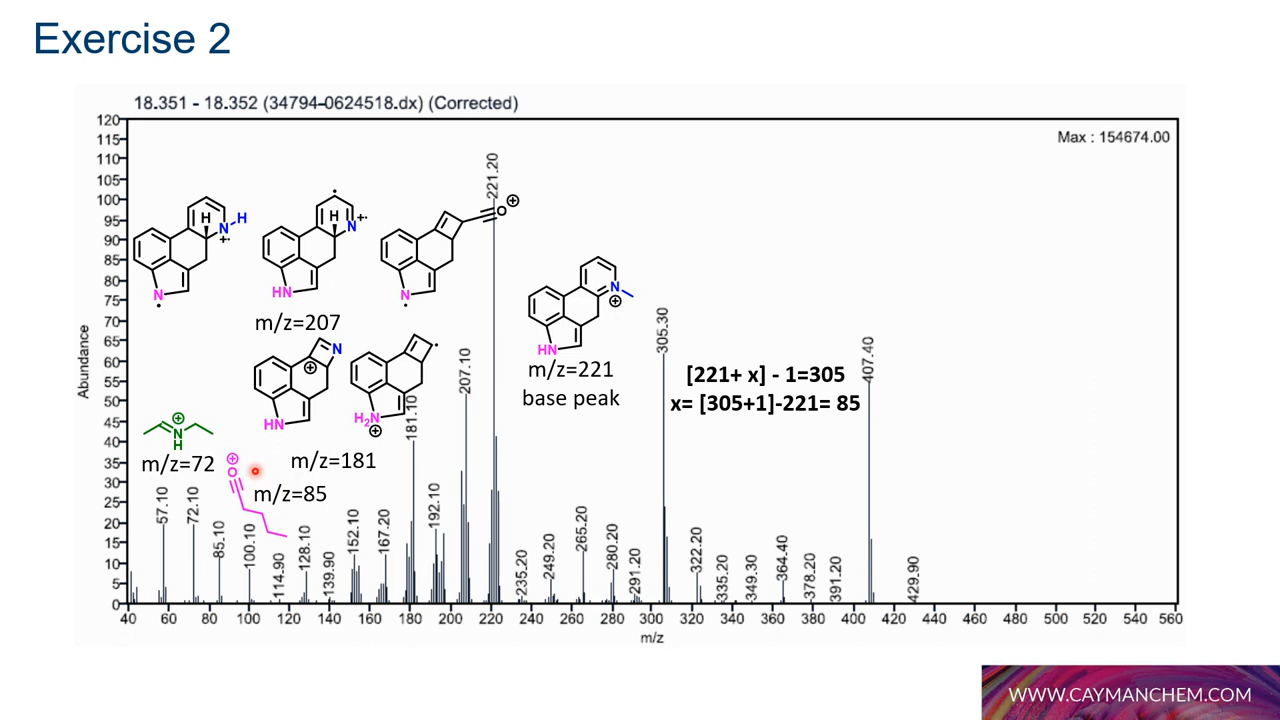 Exercise 2
18.351 - 18.352 (34794-0624518.dx) (Corrected)
Max : 154674.00
Abundance
120
115
110
105
100
95
90
85
80
75
70
65
60
55
50
45
40
35
30
25
20
15
10
5
0
40 60 80 100 120 140 160 180 200 220 240 260 280 300 320 340 360 380 400 420 440 460 480 500 520 540 560
m/z
57.10
72.10
85.10
100.10
114.90
128.10
139.90
152.10
167.20
181.10
192.10
207.10
221.20
235.20
249.20
265.20
280.20
291.20
305.30
322.20
335.20
349.30
364.40
378.20
391.20
407.40
429.90
H
N
H
N
H
N
HN
O
N
N
HN
m/z=207
N
HN
H2N
m/z=181
m/z=221
base peak
[221+ x] - 1=305
x= [305+1]-221= 85
N
H
m/z=72
O
m/z=85
WWW.CAYMANCHEM.COM